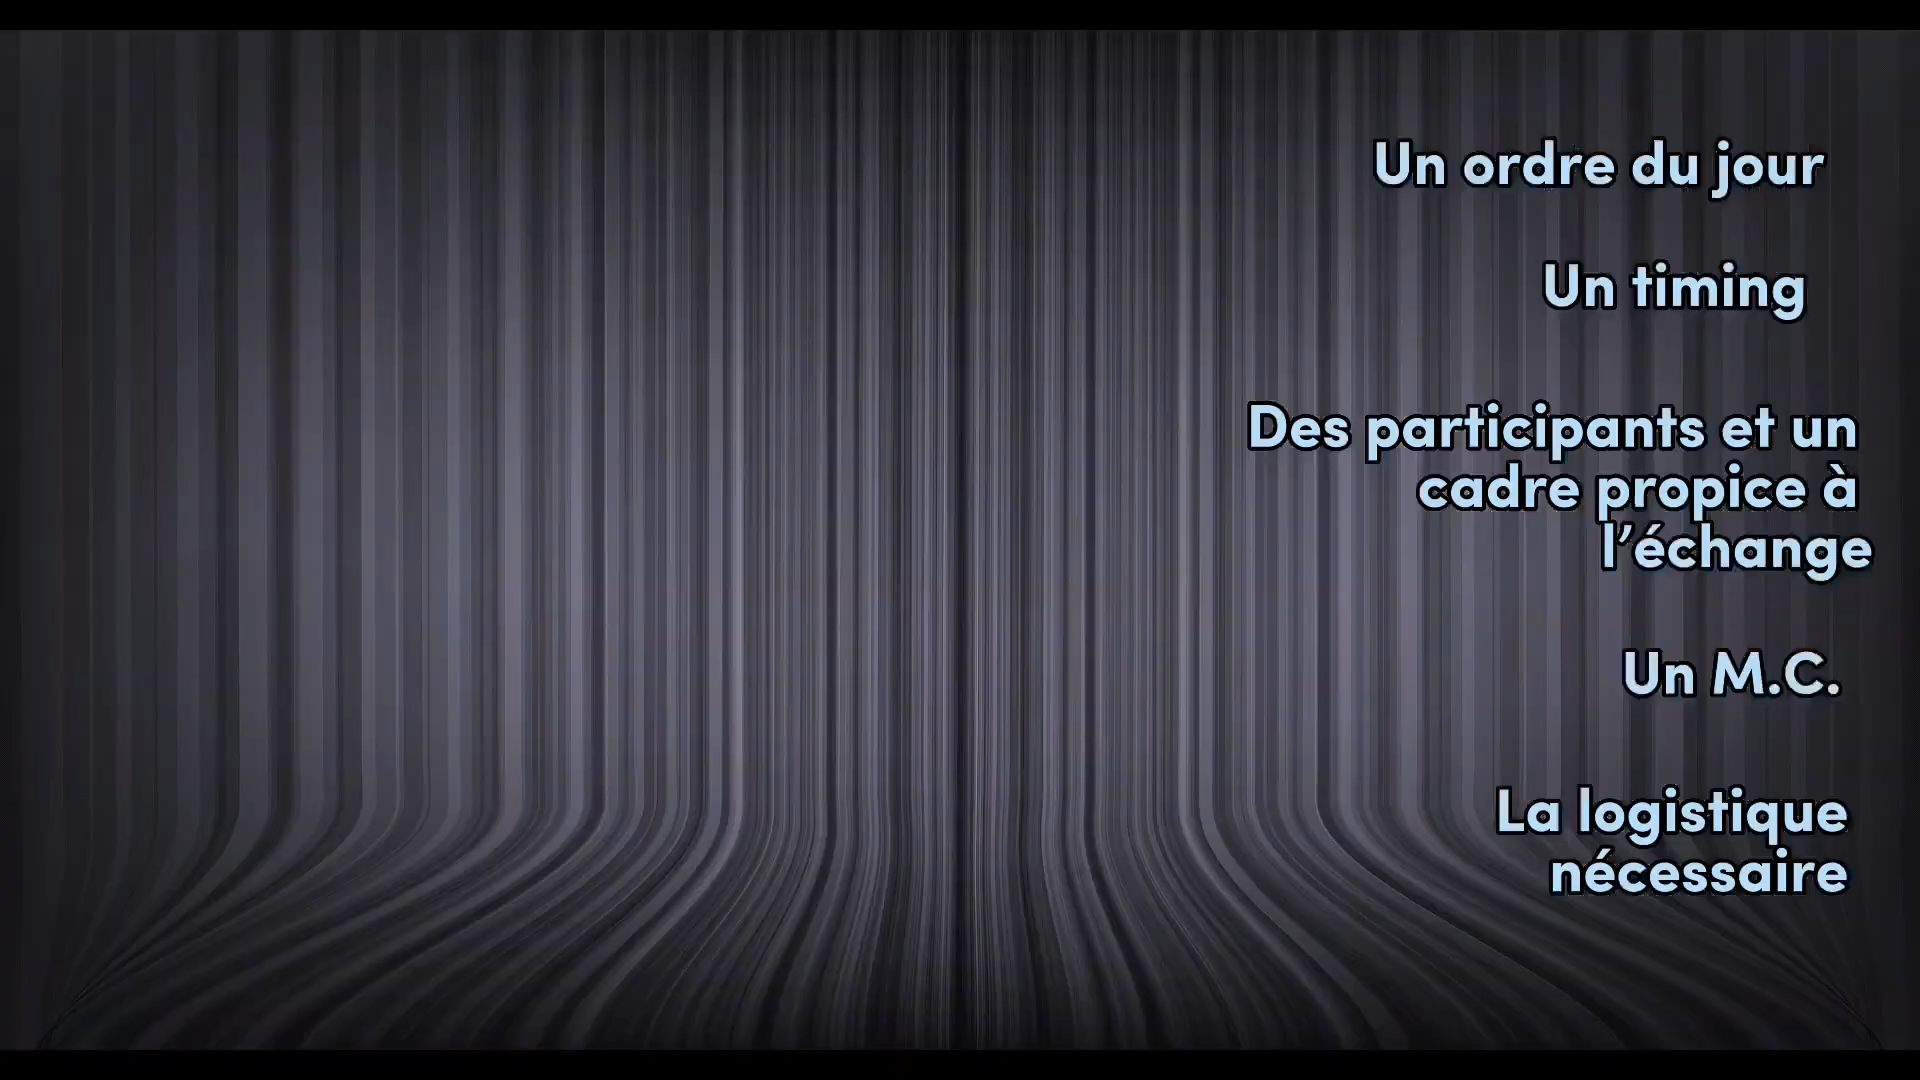 Un ordre du jour
Un timing
Des participants et un
cadre propice à
l’échange
Un M.C.
La logistique
nécessaire